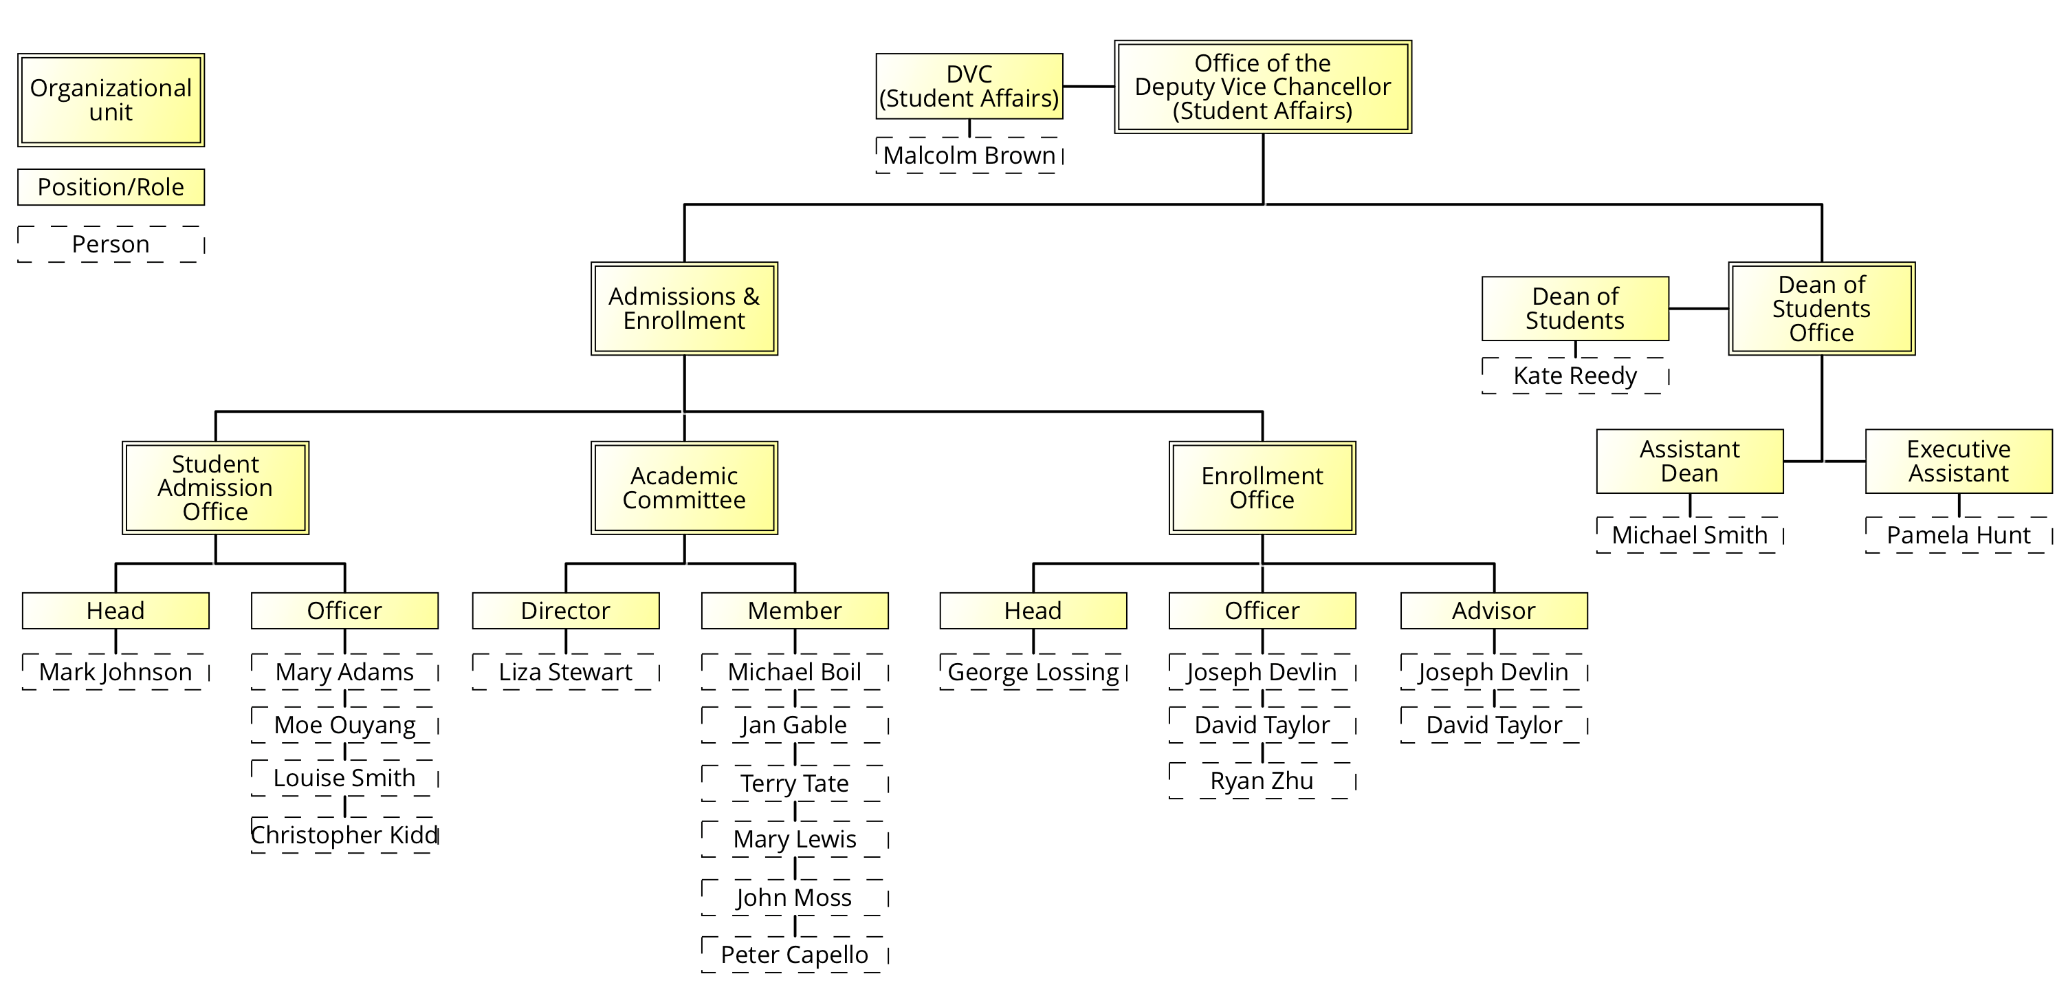 Organizational
unit
Position/Role
Person
DVC
(Student Affairs)
Malcolm Brown
Office of the
Deputy Vice Chancellor
(Student Affairs)
Admissions &
Enrollment
Dean of
Students
Kate Reedy
Dean of
Students
Office
Assistant
Dean
Michael Smith
Executive
Assistant
Pamela Hunt
Student
Admission
Office
Academic
Committee
Enrollment
Office
Head
Mark Johnson
Officer
Mary Adams
Moe Ouyang
Louise Smith
Christopher Kidd
Director
Liza Stewart
Member
Michael Boil
Jan Gable
Terry Tate
Mary Lewis
John Moss
Peter Capello
Head
George Lossing
Officer
Joseph Devlin
David Taylor
Ryan Zhu
Advisor
Joseph Devlin
David Taylor